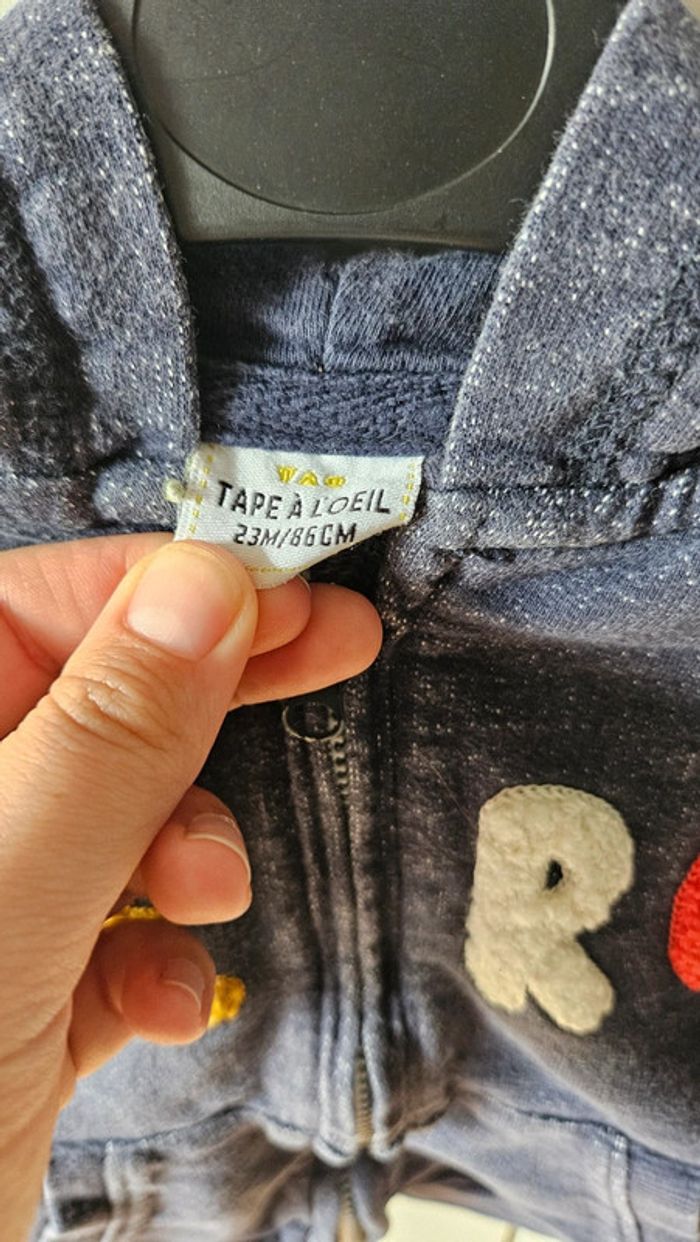 TAO
TAPE À L'OEIL
23M/86CM
R